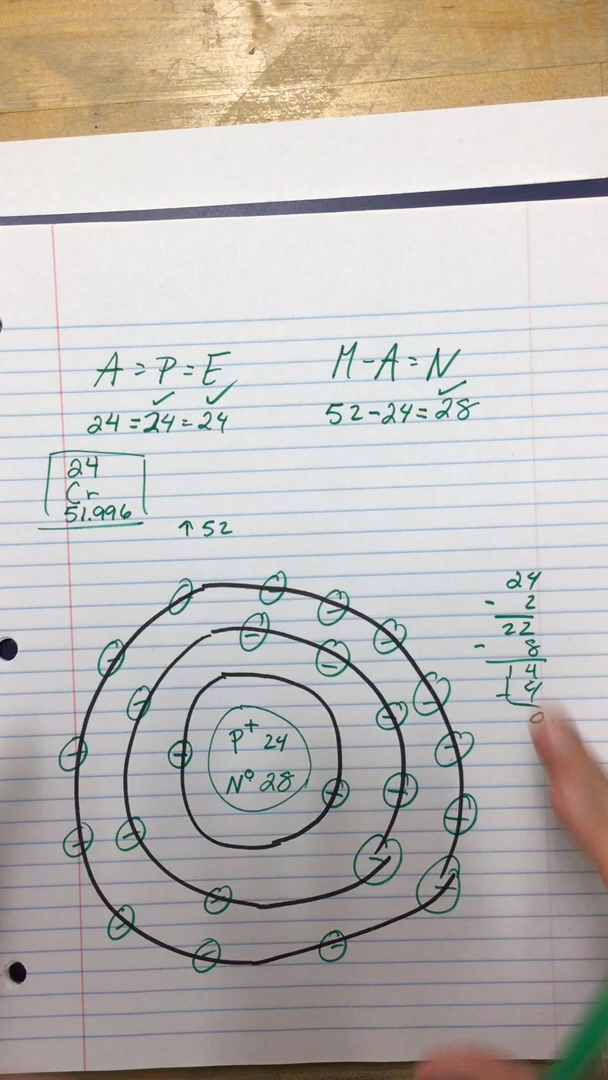 A = P = E
24 = 24 = 24
M - A = N
52 - 24 = 28
24
Cr
51.996
↑ 52
P+ 24
N° 28
24
- 2
22
- 8
14
- 14
0